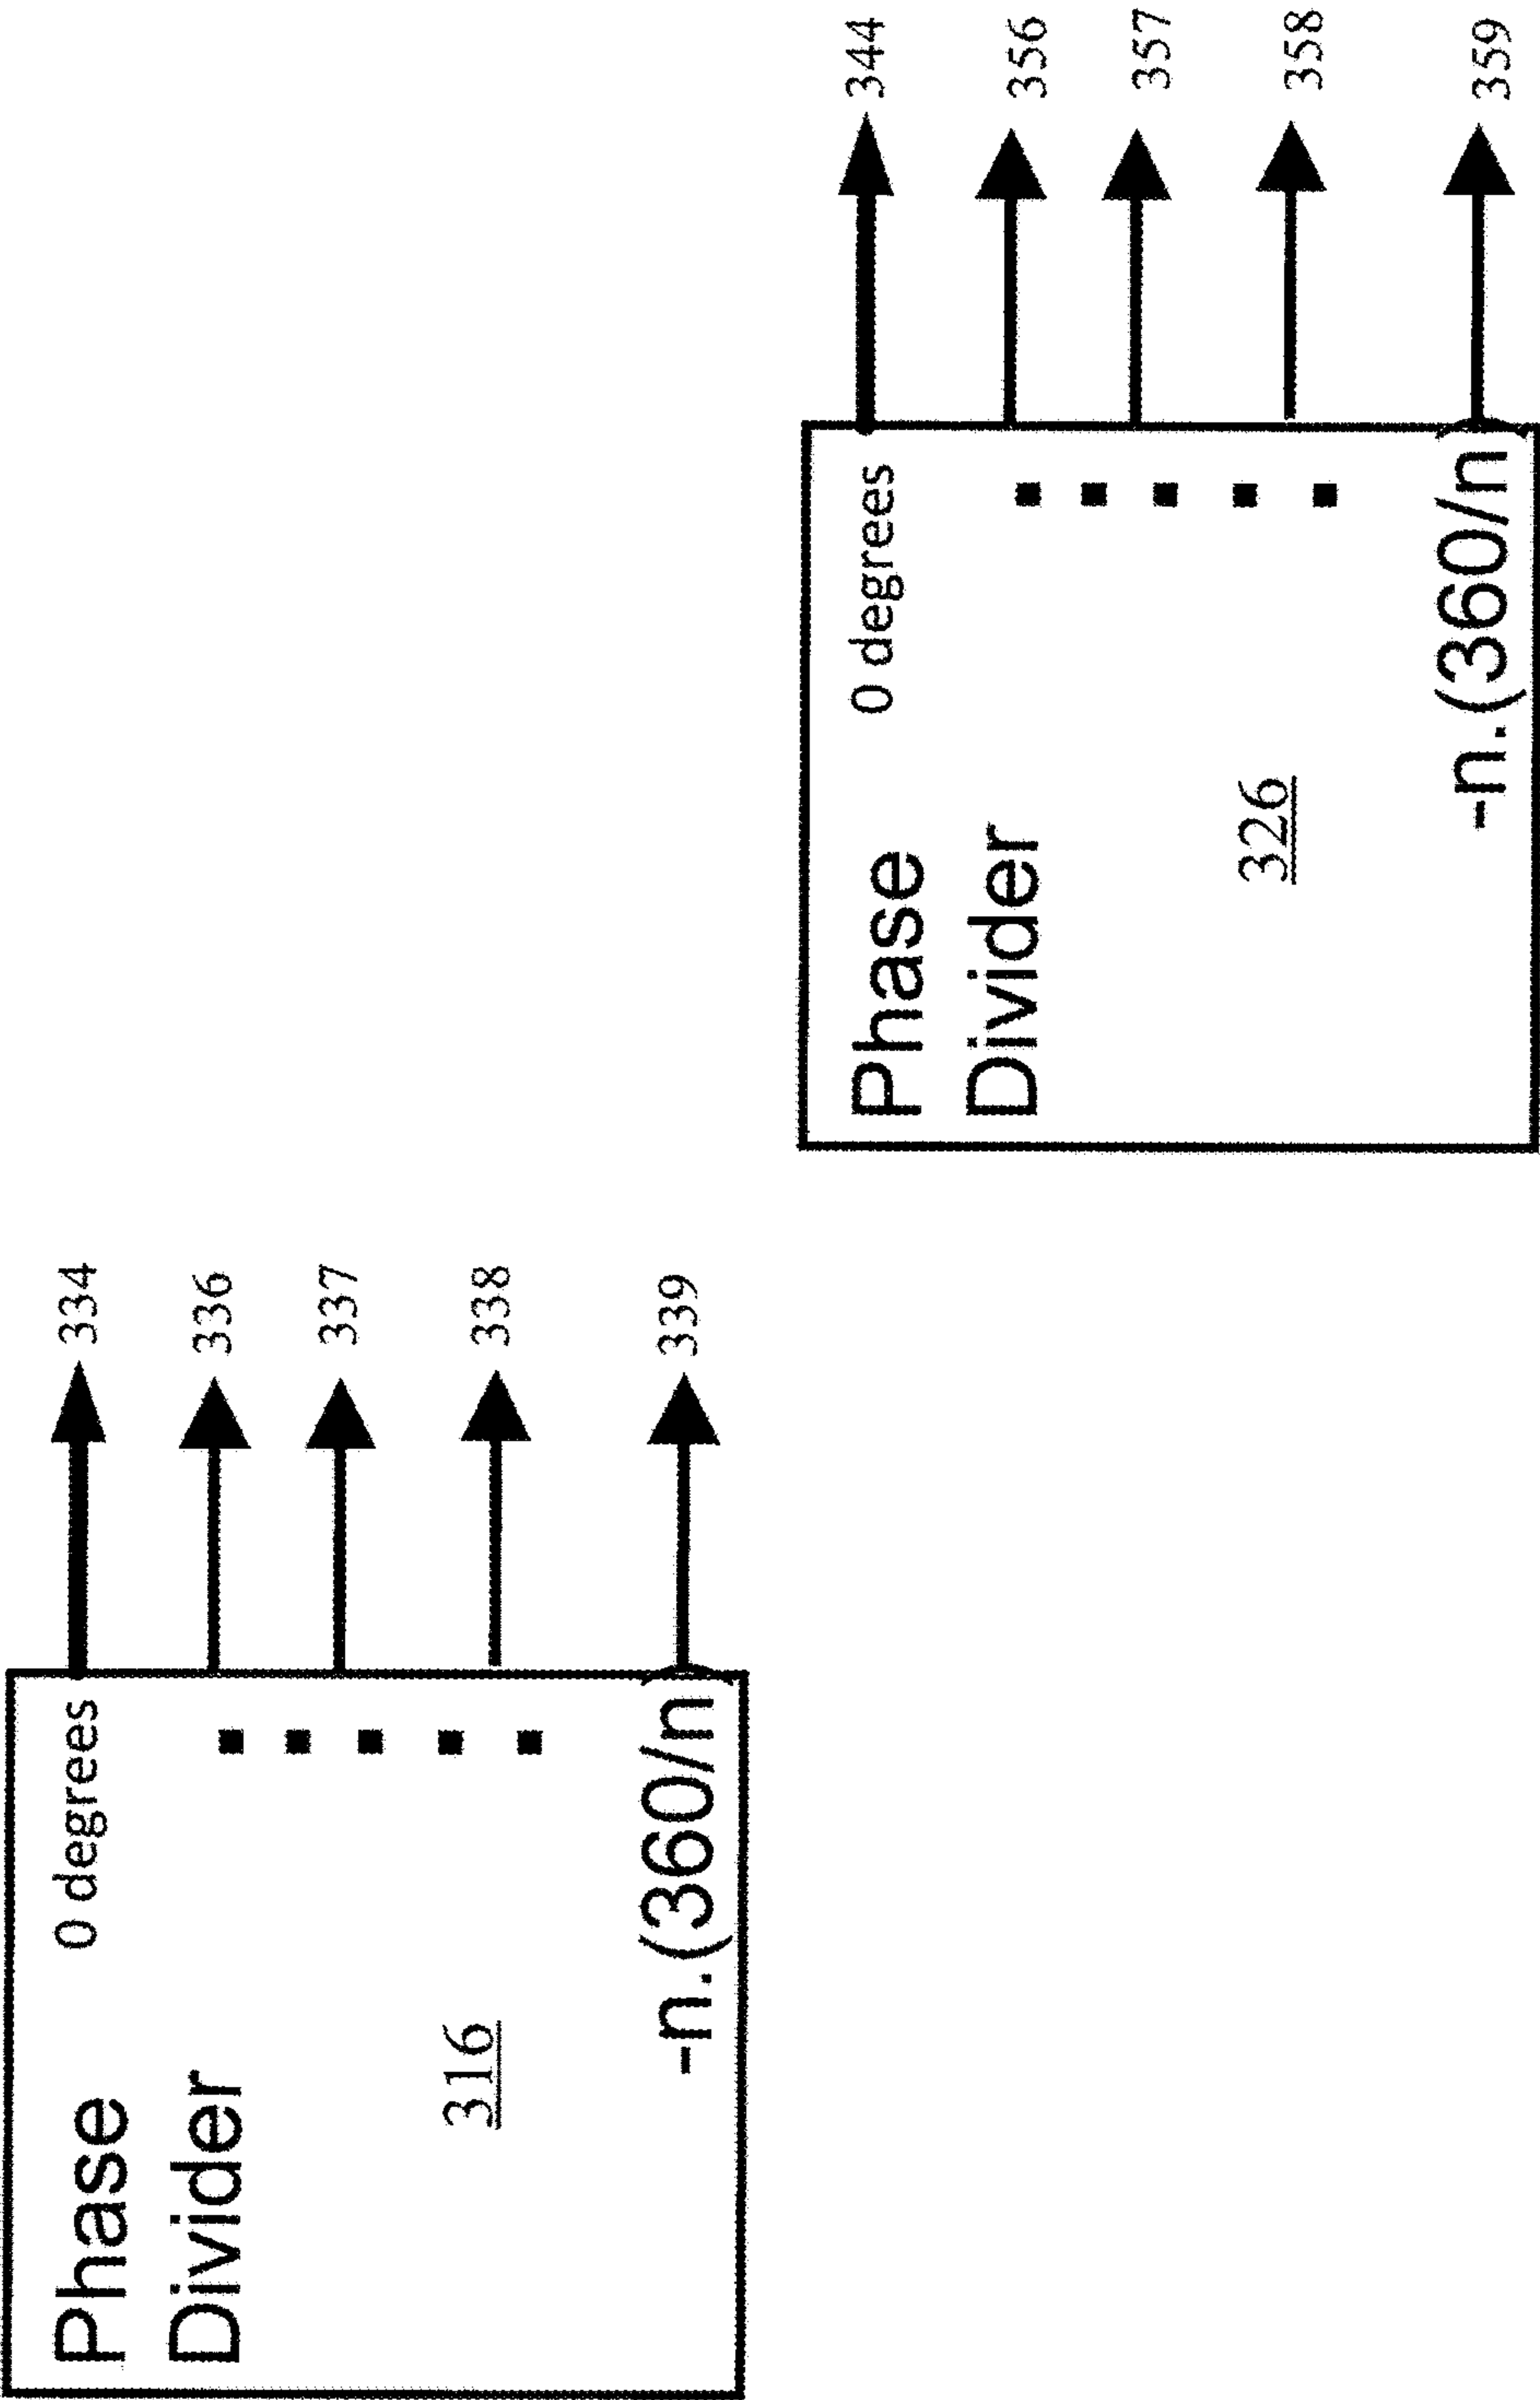 Phase
Divider
0 degrees
316
-n.(360/n)
334
336
337
338
339
Phase
Divider
0 degrees
326
-n.(360/n)
344
356
357
358
359